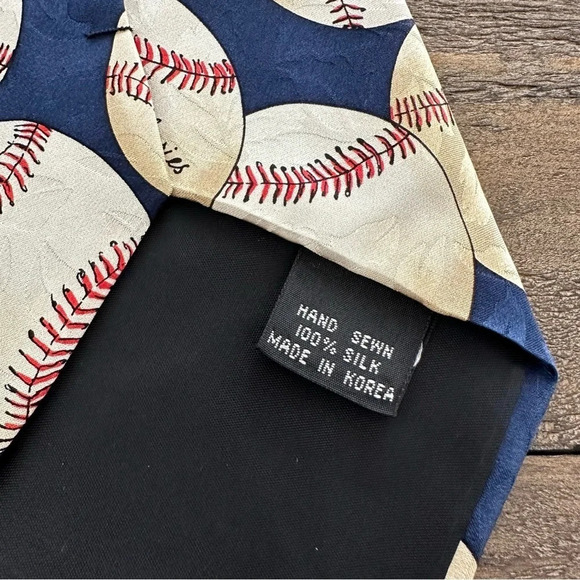 HAND SEWN
100% SILK
MADE IN KOREA